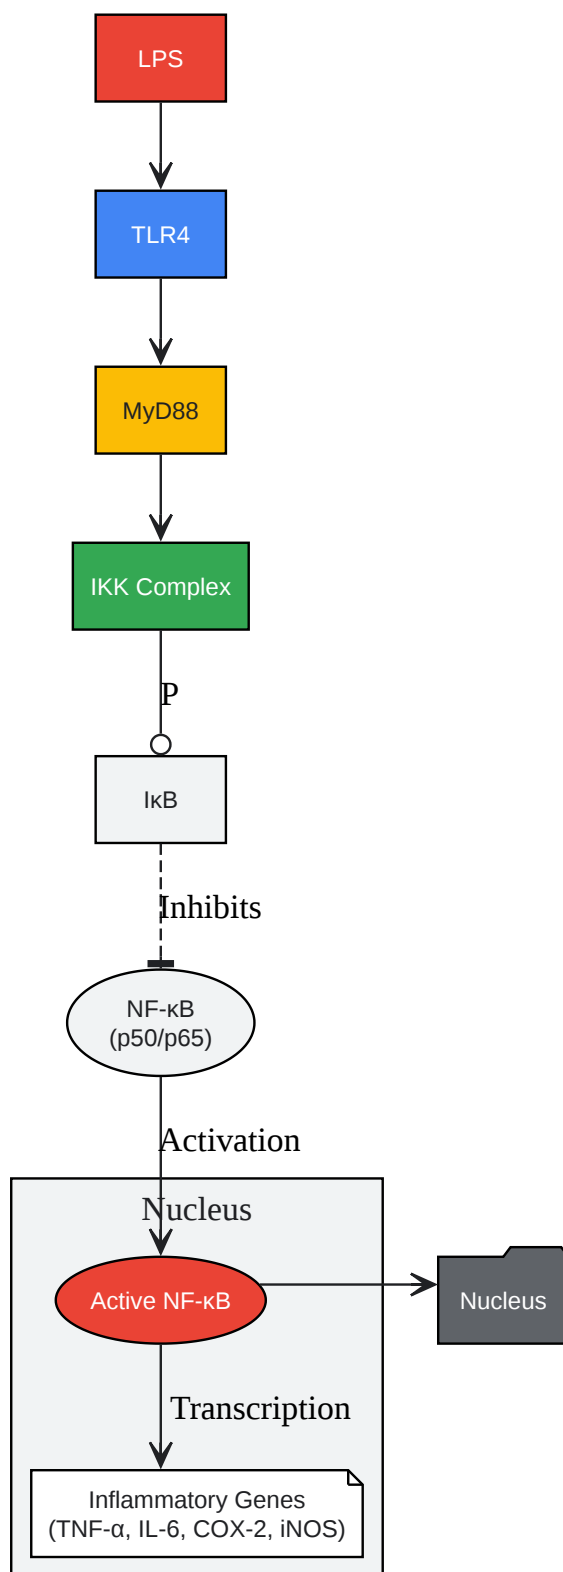 LPS
TLR4
MyD88
IKK Complex
P
IκB
Inhibits
NF-κB
(p50/p65)
Activation
Nucleus
Active NF-κB
Nucleus
Transcription
Inflammatory Genes
(TNF-α, IL-6, COX-2, iNOS)